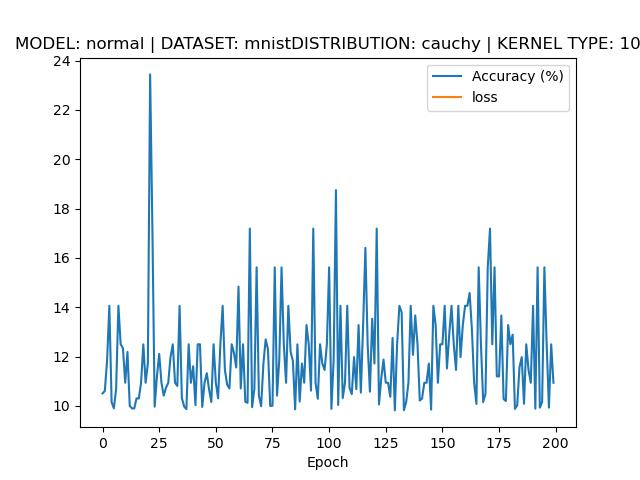 MODEL: normal | DATASET: mnistDISTRIBUTION: cauchy | KERNEL TYPE: 10
Accuracy (%)
loss
24
22
20
18
16
14
12
10
0 25 50 75 100 125 150 175 200
Epoch